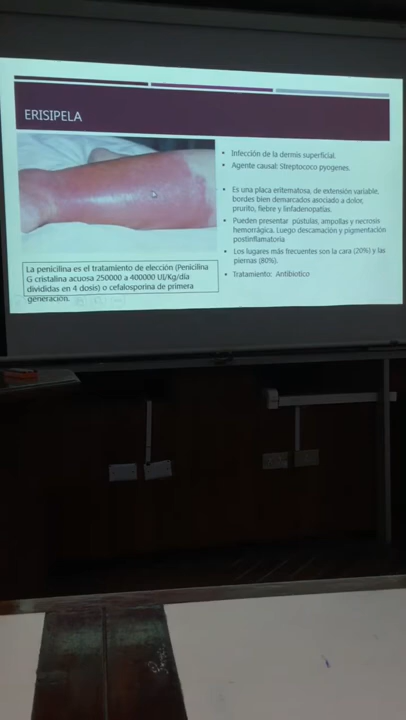 ERISIPELA
Infección de la dermis superficial.
Agente causal: Streptococo pyogenes.
Es una placa eritematosa, de extensión variable,
bordes bien demarcados asociado a dolor,
prurito, fiebre y linfadenopatías.
Pueden presentar pústulas, ampollas y necrosis
hemorrágica. Luego descamación y pigmentación
postinflamatoria
Los lugares más frecuentes son la cara (20%) y las
piernas (80%).
Tratamiento: Antibiotico
La penicilina es el tratamiento de elección (Penicilina
G cristalina acuosa 250000 a 400000 UI/Kg/día
divididas en 4 dosis) o cefalosporina de primera
generación.